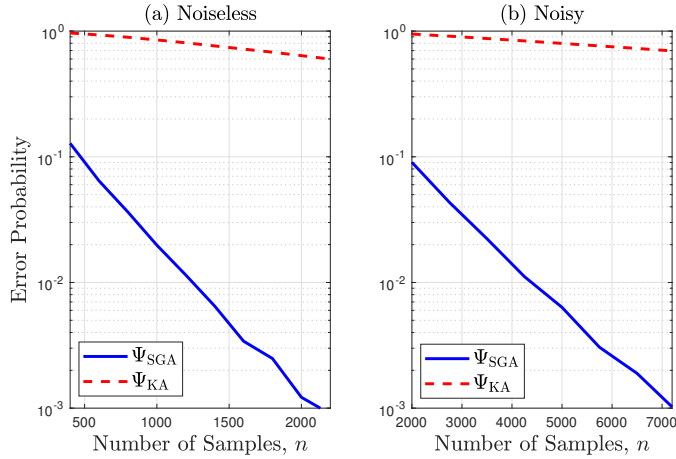 (a) Noiseless
(b) Noisy
Error Probability
10^0
10^-1
10^-2
10^-3
500 1000 1500 2000
Number of Samples, n
Ψ_SGA
Ψ_KA
10^0
10^-1
10^-2
10^-3
2000 3000 4000 5000 6000 7000
Number of Samples, n
Ψ_SGA
Ψ_KA